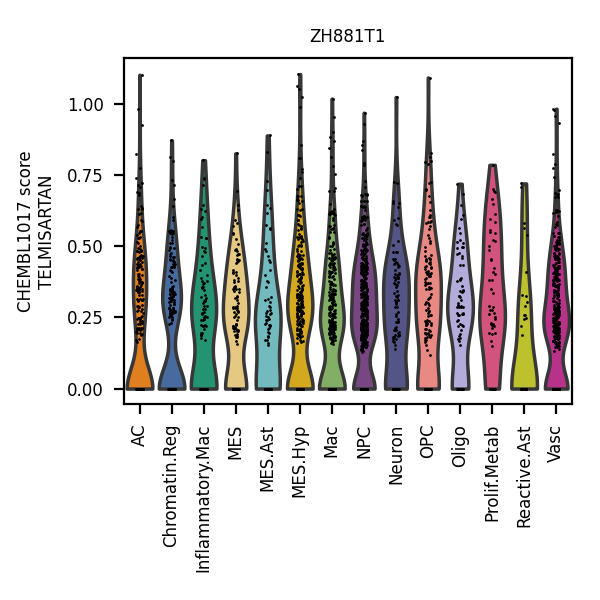 ZH881T1
CHEMBL1017 score
TELMISARTAN
1.00
0.75
0.50
0.25
0.00
AC
Chromatin.Reg
Inflammatory.Mac
MES
MES.Ast
MES.Hyp
Mac
NPC
Neuron
OPC
Oligo
Prolif.Metab
Reactive.Ast
Vasc